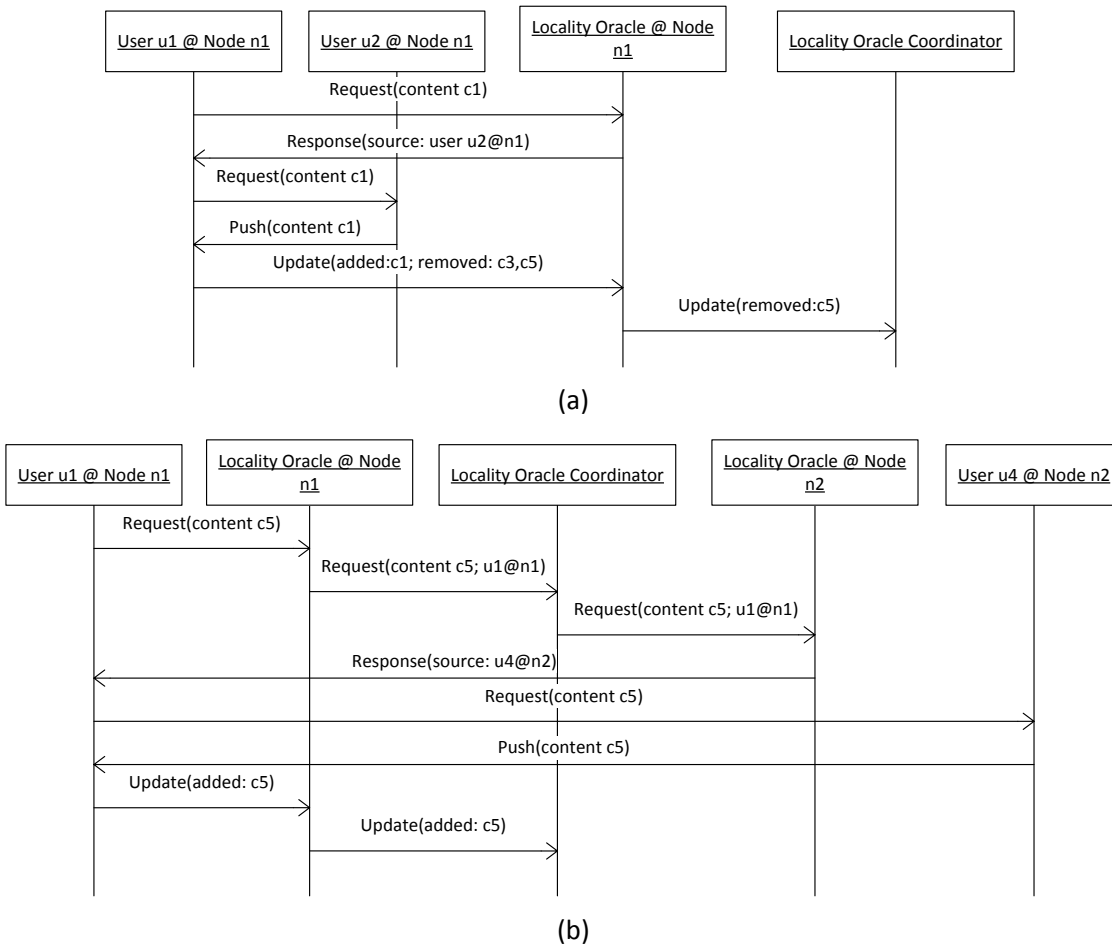 User u1 @ Node n1
User u2 @ Node n1
Locality Oracle @ Node
n1
Locality Oracle Coordinator
Request(content c1)
Response(source: user u2@n1)
Request(content c1)
Push(content c1)
Update(added:c1; removed: c3,c5)
Update(removed:c5)
(a)
User u1 @ Node n1
Locality Oracle @ Node
n1
Locality Oracle Coordinator
Locality Oracle @ Node
n2
User u4 @ Node n2
Request(content c5)
Request(content c5; u1@n1)
Request(content c5; u1@n1)
Response(source: u4@n2)
Request(content c5)
Push(content c5)
Update(added: c5)
Update(added: c5)
(b)